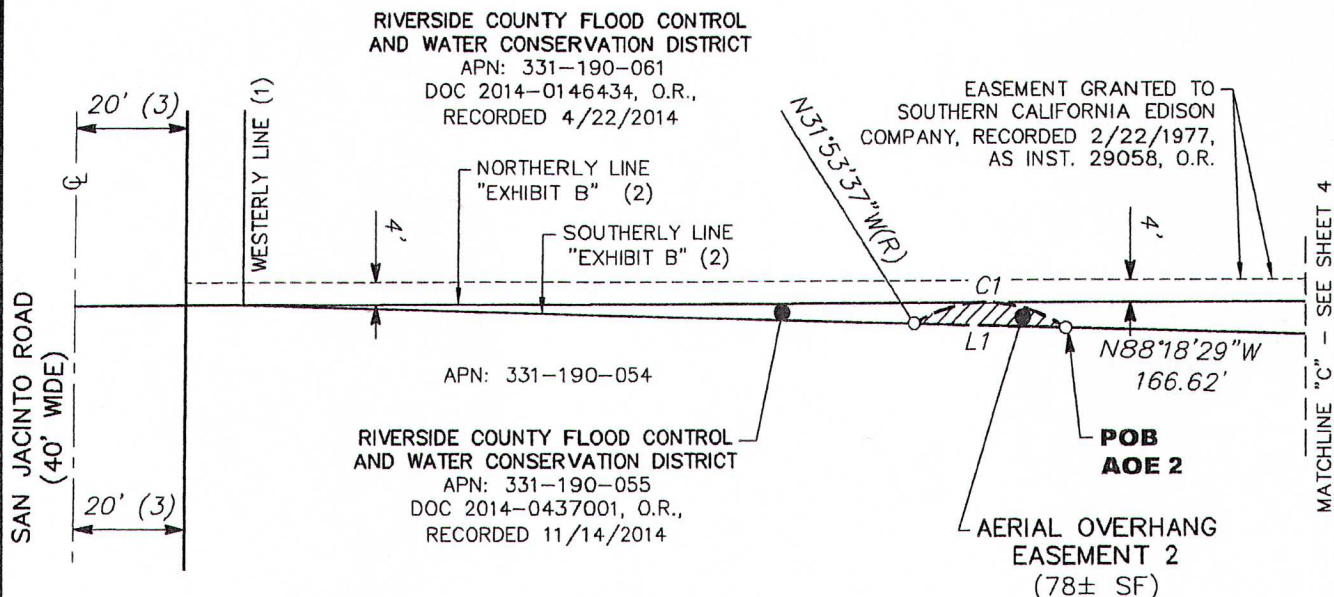 RIVERSIDE COUNTY FLOOD CONTROL
AND WATER CONSERVATION DISTRICT
APN: 331-190-061
DOC 2014-0146434, O.R.,
RECORDED 4/22/2014
20' (3)
WESTERLY LINE (1)
℄
NORTHERLY LINE
"EXHIBIT B" (2)
4'
SOUTHERLY LINE
"EXHIBIT B" (2)
N31°53'37"W(R)
EASEMENT GRANTED TO
SOUTHERN CALIFORNIA EDISON
COMPANY, RECORDED 2/22/1977,
AS INST. 29058, O.R.
4'
C1
L1
N88°18'29"W
166.62'
MATCHLINE "C" - SEE SHEET 4
SAN JACINTO ROAD
(40' WIDE)
APN: 331-190-054
RIVERSIDE COUNTY FLOOD CONTROL
AND WATER CONSERVATION DISTRICT
APN: 331-190-055
DOC 2014-0437001, O.R.,
RECORDED 11/14/2014
20' (3)
POB
AOE 2
AERIAL OVERHANG
EASEMENT 2
(78± SF)